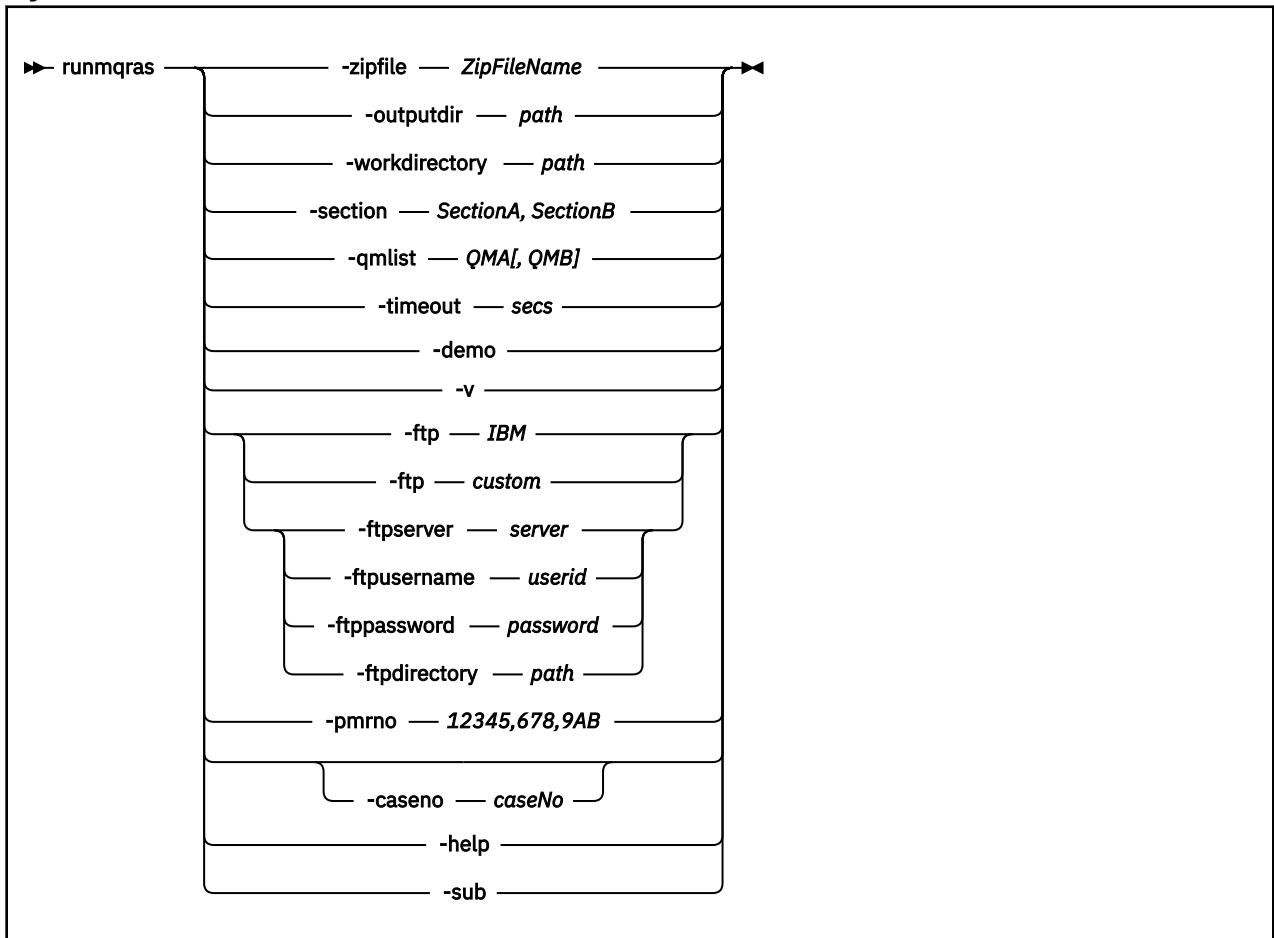 runmqras -zipfile ZipFileName
-outputdir path
-workdirectory path
-section SectionA, SectionB
-qmlist QMA[, QMB]
-timeout secs
-demo
-v
-ftp IBM
-ftp custom
-ftpserver server
-ftpusername userid
-ftppassword password
-ftpdirectory path
-pmrno 12345,678,9AB
-caseno caseNo
-help
-sub